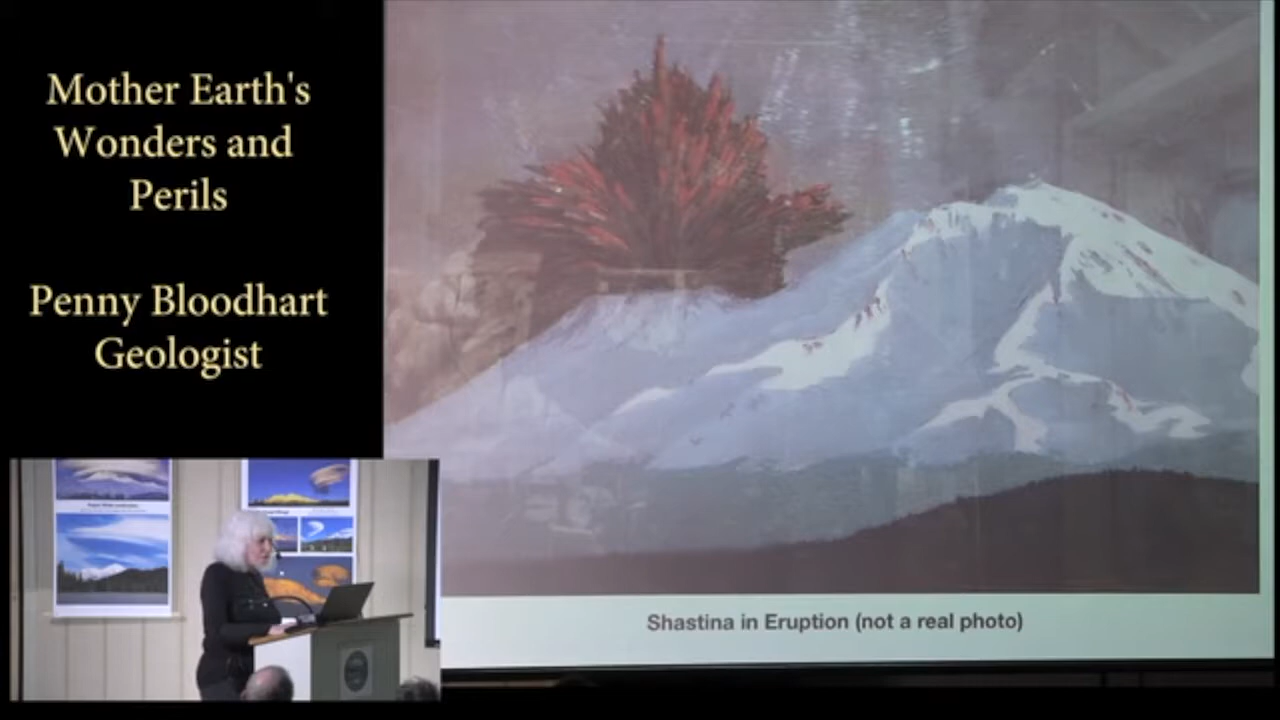 Mother Earth's
Wonders and
Perils
Penny Bloodhart
Geologist
Shastina in Eruption (not a real photo)